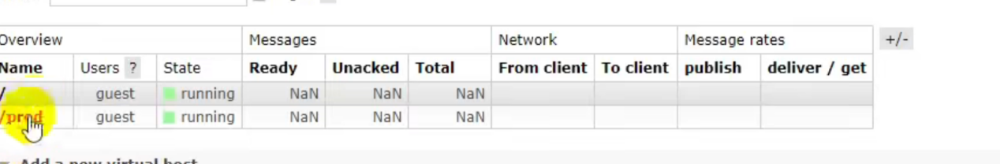 Overview Messages Network Message rates +/-
Name Users ? State Ready Unacked Total From client To client publish deliver / get
/ guest running NaN NaN NaN
/prod guest running NaN NaN NaN
Add a new virtual host